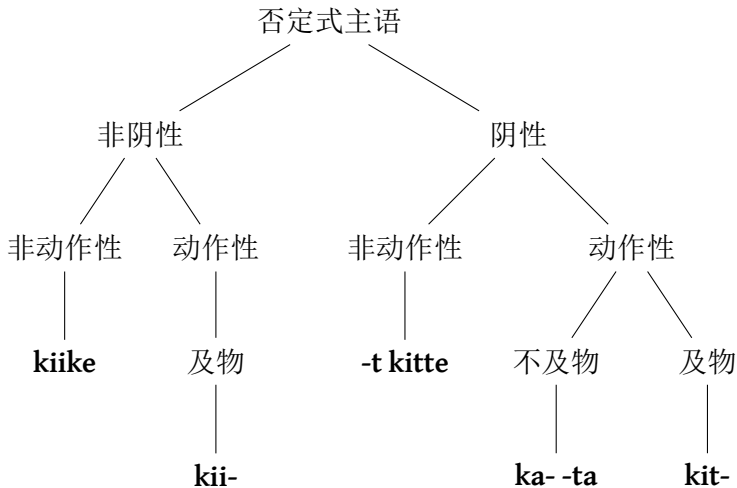 否定式主语
非阴性 阴性
非动作性 动作性 非动作性 动作性
kiike 及物 -t kitte 不及物 及物
kii- ka- -ta kit-